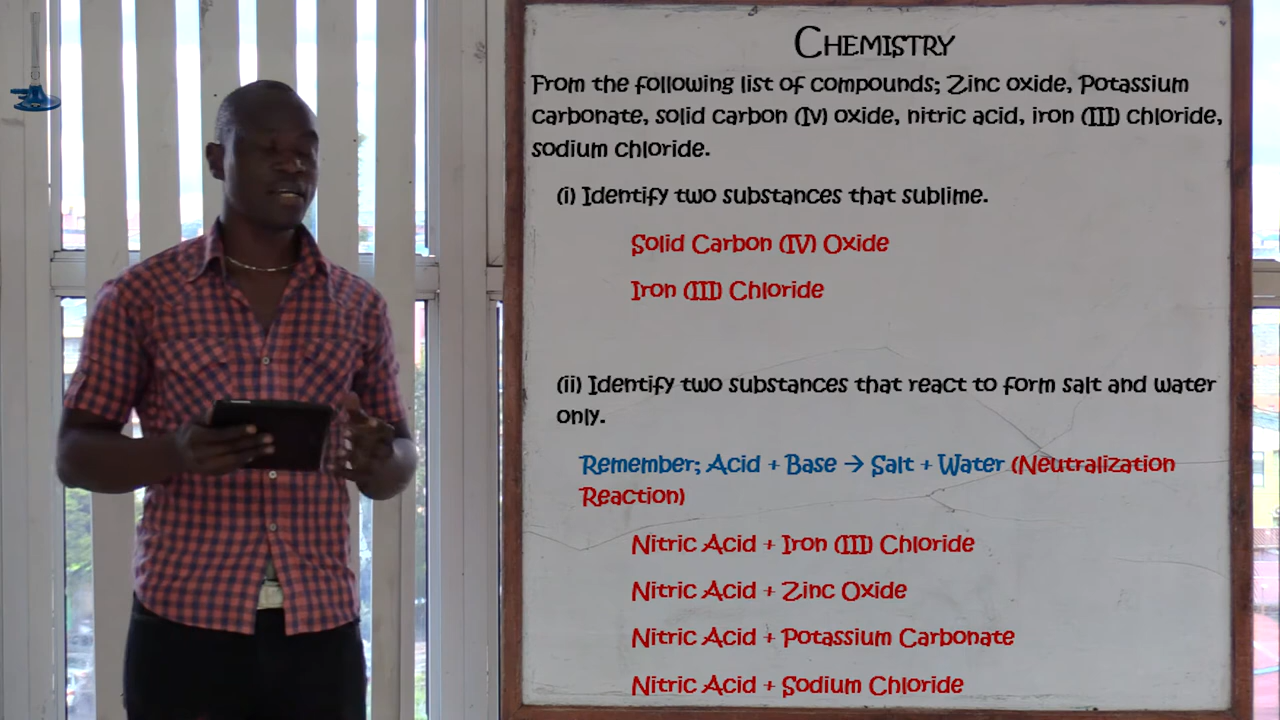 CHEMISTRY
From the following list of compounds; Zinc oxide, Potassium
carbonate, solid carbon (Iv) oxide, nitric acid, iron (III) chloride,
sodium chloride.
(i) Identify two substances that sublime.
Solid Carbon (IV) Oxide
Iron (III) Chloride
(ii) Identify two substances that react to form salt and water
only.
Remember; Acid + Base → Salt + Water (Neutralization
Reaction)
Nitric Acid + Iron (III) Chloride
Nitric Acid + Zinc Oxide
Nitric Acid + Potassium Carbonate
Nitric Acid + Sodium Chloride